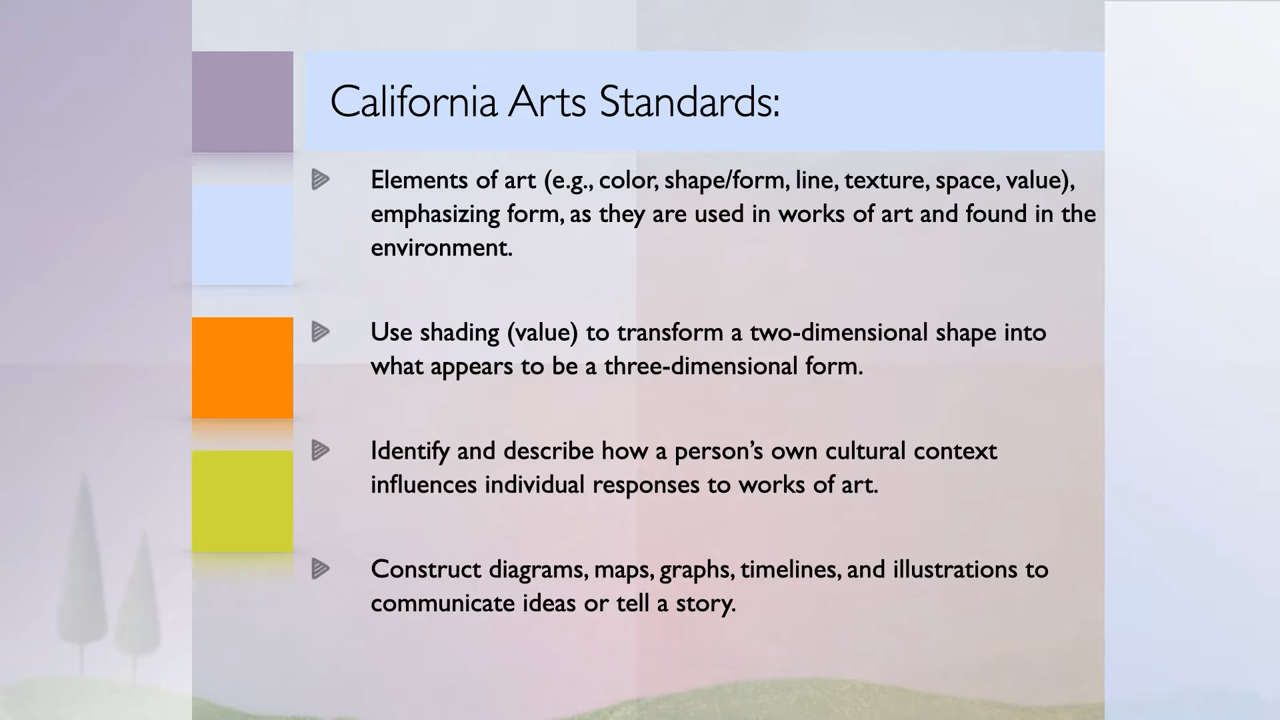 California Arts Standards:
Elements of art (e.g., color, shape/form, line, texture, space, value),
emphasizing form, as they are used in works of art and found in the
environment.
Use shading (value) to transform a two-dimensional shape into
what appears to be a three-dimensional form.
Identify and describe how a person’s own cultural context
influences individual responses to works of art.
Construct diagrams, maps, graphs, timelines, and illustrations to
communicate ideas or tell a story.